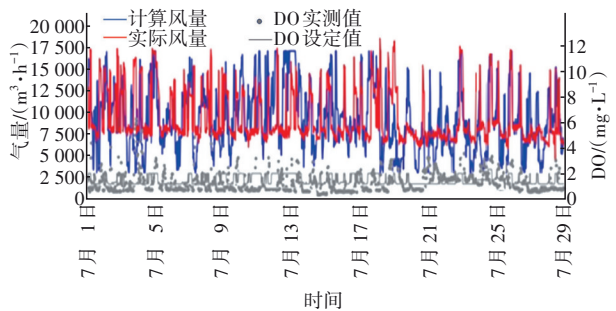 计算风量 DO 实测值
实际风量 DO 设定值
气量/(m³·h⁻¹)
20 000
17 500
15 000
12 500
10 000
7 500
5 000
2 500
0
12
10
8
6
4
2
0
DO/(mg·L⁻¹)
7月 1日
7月 5日
7月 9日
7月13日
7月17日
7月21日
7月25日
7月29日
时间